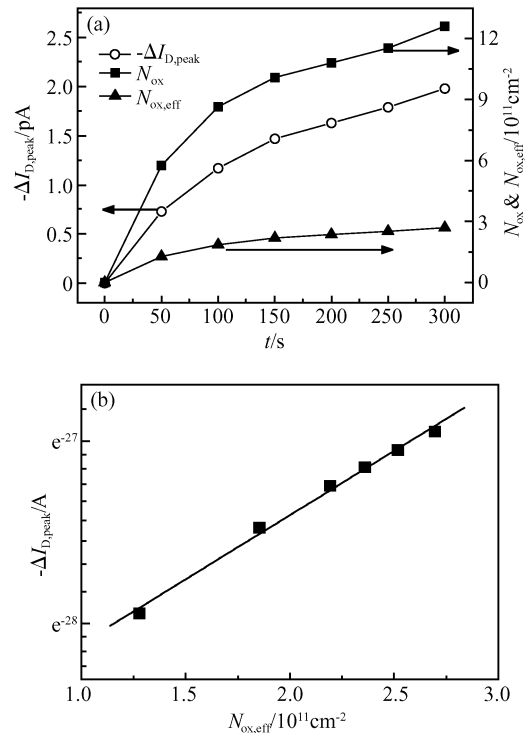 (a)
-ΔI_D,peak
N_ox
N_ox,eff
2.5
2.0
1.5
1.0
0.5
0
-ΔI_D,peak/pA
12
9
6
3
0
N_ox & N_ox,eff/10^11cm^-2
0 50 100 150 200 250 300
t/s
(b)
e^-27
e^-28
-ΔI_D,peak/A
1.0 1.5 2.0 2.5 3.0
N_ox,eff/10^11cm^-2